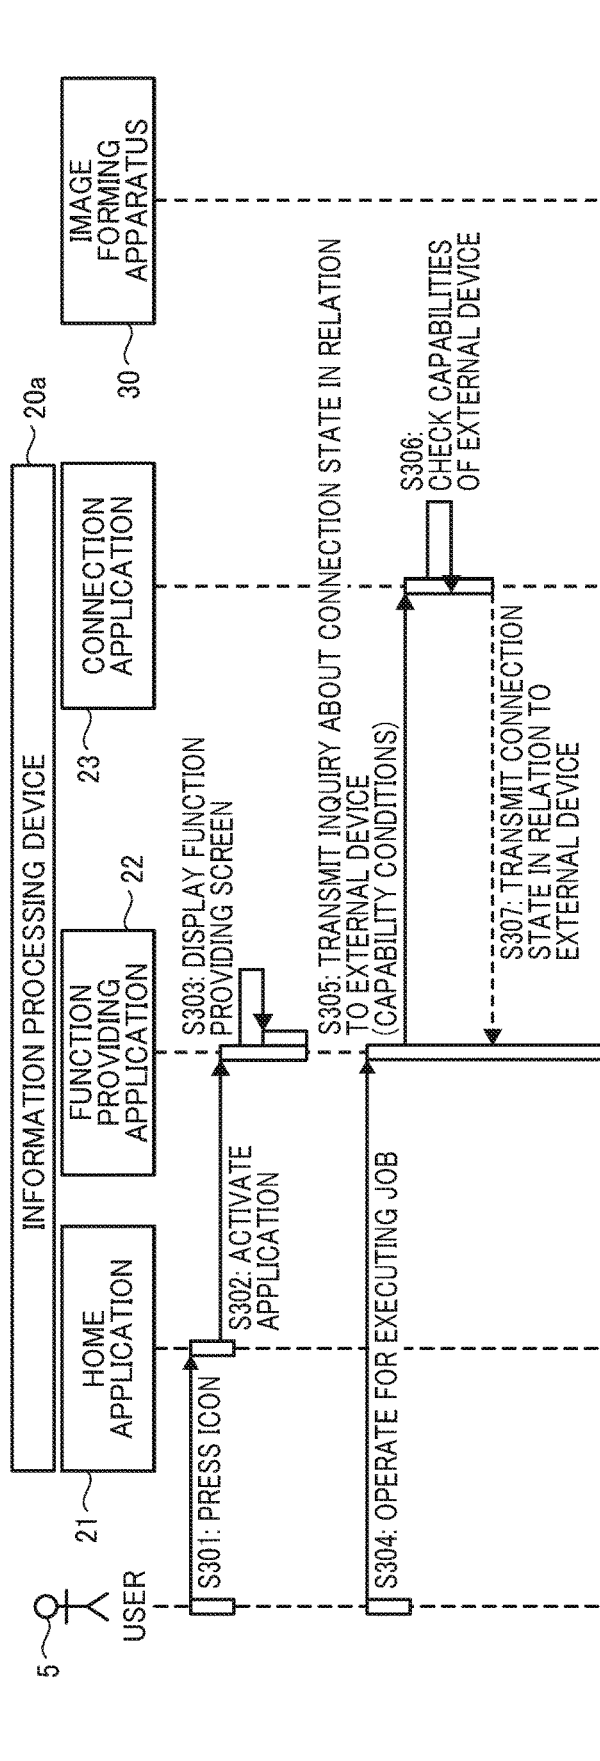 5
USER
21
INFORMATION PROCESSING DEVICE
20a
HOME
APPLICATION
FUNCTION
PROVIDING
APPLICATION
22
23
CONNECTION
APPLICATION
30
IMAGE
FORMING
APPARATUS
S301: PRESS ICON
S302: ACTIVATE
APPLICATION
S303: DISPLAY FUNCTION
PROVIDING SCREEN
S304: OPERATE FOR EXECUTING JOB
S305: TRANSMIT INQUIRY ABOUT CONNECTION STATE IN RELATION
TO EXTERNAL DEVICE
(CAPABILITY CONDITIONS)
S306:
CHECK CAPABILITIES
OF EXTERNAL DEVICE
S307: TRANSMIT CONNECTION
STATE IN RELATION TO
EXTERNAL DEVICE